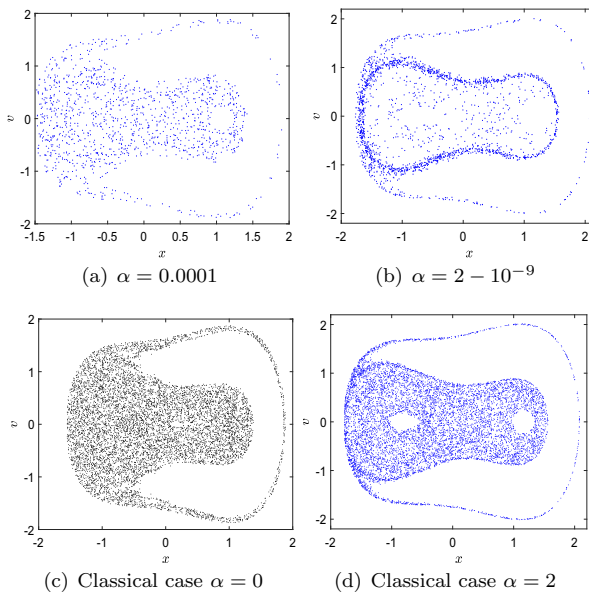 2
1
0
-1
-2
v
-1.5 -1 -0.5 0 0.5 1 1.5 2
x
(a) α = 0.0001
2
1
0
-1
-2
v
-2 -1 0 1 2
x
(b) α = 2 − 10⁻⁹
2
1
0
-1
-2
v
-2 -1 0 1 2
x
(c) Classical case α = 0
2
1
0
-1
-2
v
-2 -1 0 1 2
x
(d) Classical case α = 2